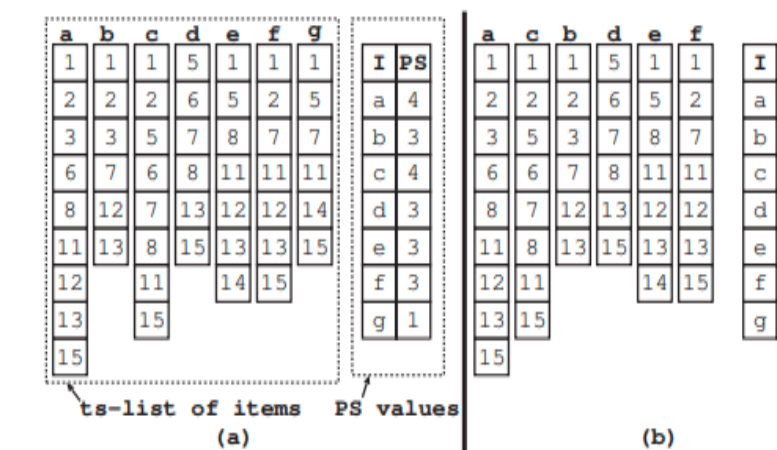 a b c d e f g a c b d e f
1 1 1 5 1 1 1 I PS 1 1 1 5 1 1 I
2 2 2 6 5 2 5 a 4 2 2 2 6 5 2 a
3 3 5 7 8 7 7 b 3 3 5 3 7 8 7 b
6 7 6 8 11 11 11 c 4 6 6 7 8 11 11 c
8 12 7 13 12 12 14 d 3 8 7 12 13 12 12 d
11 13 8 15 13 13 15 e 3 11 8 13 15 13 13 e
12 11 14 15 f 3 12 11 14 15 f
13 15 g 1 13 15 g
15 15
ts-list of items PS values
(a) (b)